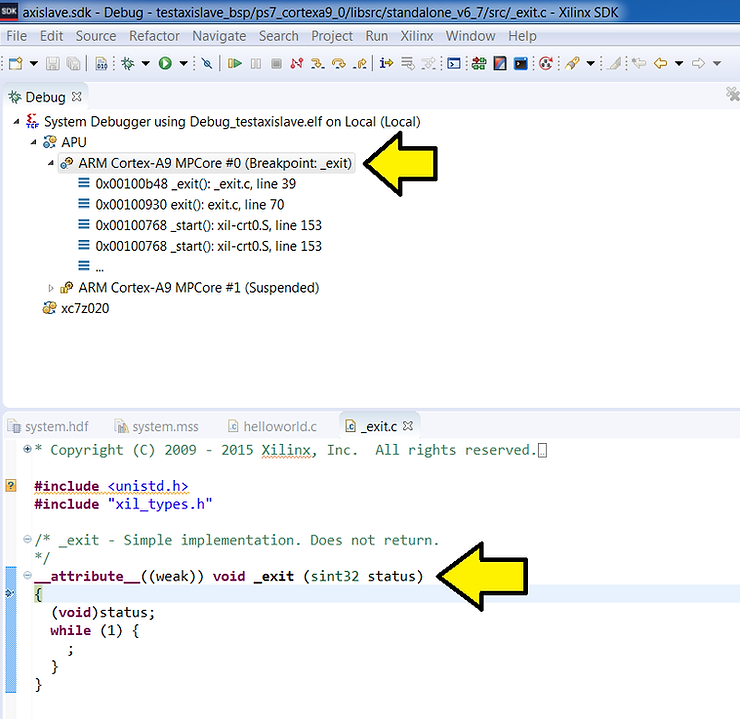 SDK axislave.sdk - Debug - testaxislave_bsp/ps7_cortexa9_0/libsrc/standalone_v6_7/src/_exit.c - Xilinx SDK
File Edit Source Refactor Navigate Search Project Run Xilinx Window Help
Debug
System Debugger using Debug_testaxislave.elf on Local (Local)
APU
ARM Cortex-A9 MPCore #0 (Breakpoint: _exit)
0x00100b48 _exit(): _exit.c, line 39
0x00100930 exit(): exit.c, line 70
0x00100768 _start(): xil-crt0.S, line 153
0x00100768 _start(): xil-crt0.S, line 153
...
ARM Cortex-A9 MPCore #1 (Suspended)
xc7z020
system.hdf system.mss helloworld.c _exit.c
* Copyright (C) 2009 - 2015 Xilinx, Inc.  All rights reserved.
#include <unistd.h>
#include "xil_types.h"
/* _exit - Simple implementation. Does not return.
*/
__attribute__((weak)) void _exit (sint32 status)
{
(void)status;
while (1) {
;
}
}